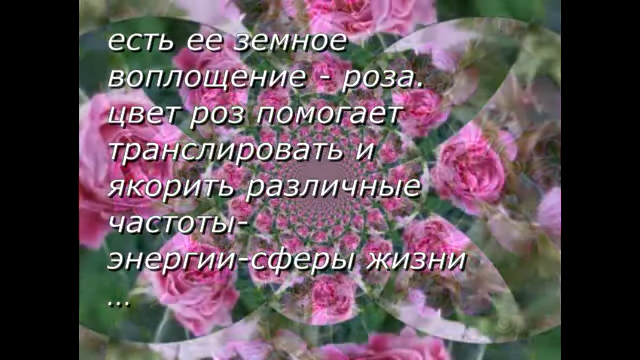 есть ее земное
воплощение - роза.
цвет роз помогает
транслировать и
якорить различные
частоты-
энергии-сферы жизни
...